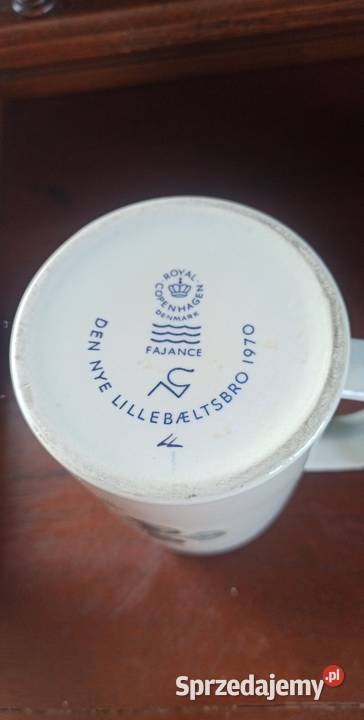 ROYAL
COPENHAGEN
DENMARK
FAJANCE
DEN NYE LILLEBÆLTSBRO 1970
Sprzedajemy.pl